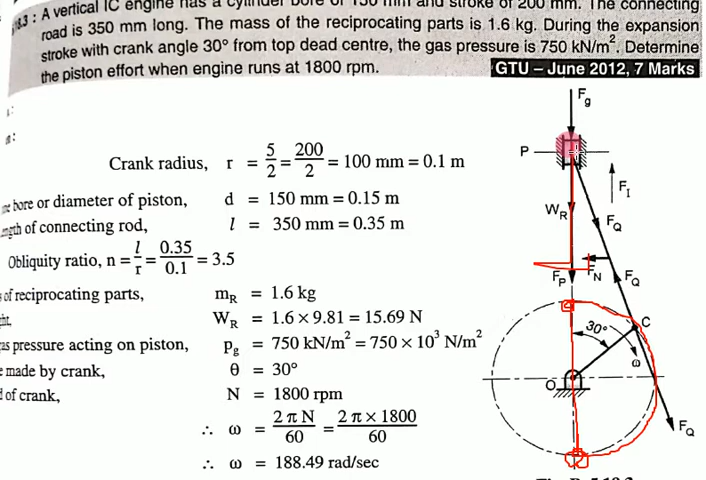 : A vertical IC engine has a cylinder bore of 150 mm and stroke of 200 mm. The connecting
road is 350 mm long. The mass of the reciprocating parts is 1.6 kg. During the expansion
stroke with crank angle 30° from top dead centre, the gas pressure is 750 kN/m². Determine
the piston effort when engine runs at 1800 rpm.
GTU – June 2012, 7 Marks
Crank radius, r = 5/2 = 200/2 = 100 mm = 0.1 m
bore or diameter of piston, d = 150 mm = 0.15 m
of connecting rod, l = 350 mm = 0.35 m
Obliquity ratio, n = l/r = 0.35/0.1 = 3.5
of reciprocating parts, m_R = 1.6 kg
W_R = 1.6 × 9.81 = 15.69 N
pressure acting on piston, p_g = 750 kN/m² = 750 × 10³ N/m²
made by crank, θ = 30°
of crank, N = 1800 rpm
∴ ω = 2 π N/60 = 2 π × 1800/60
∴ ω = 188.49 rad/sec
F_g
P
F_I
W_R
F_Q
F_P
F_N
F_Q
C
30°
ω
O
F_Q